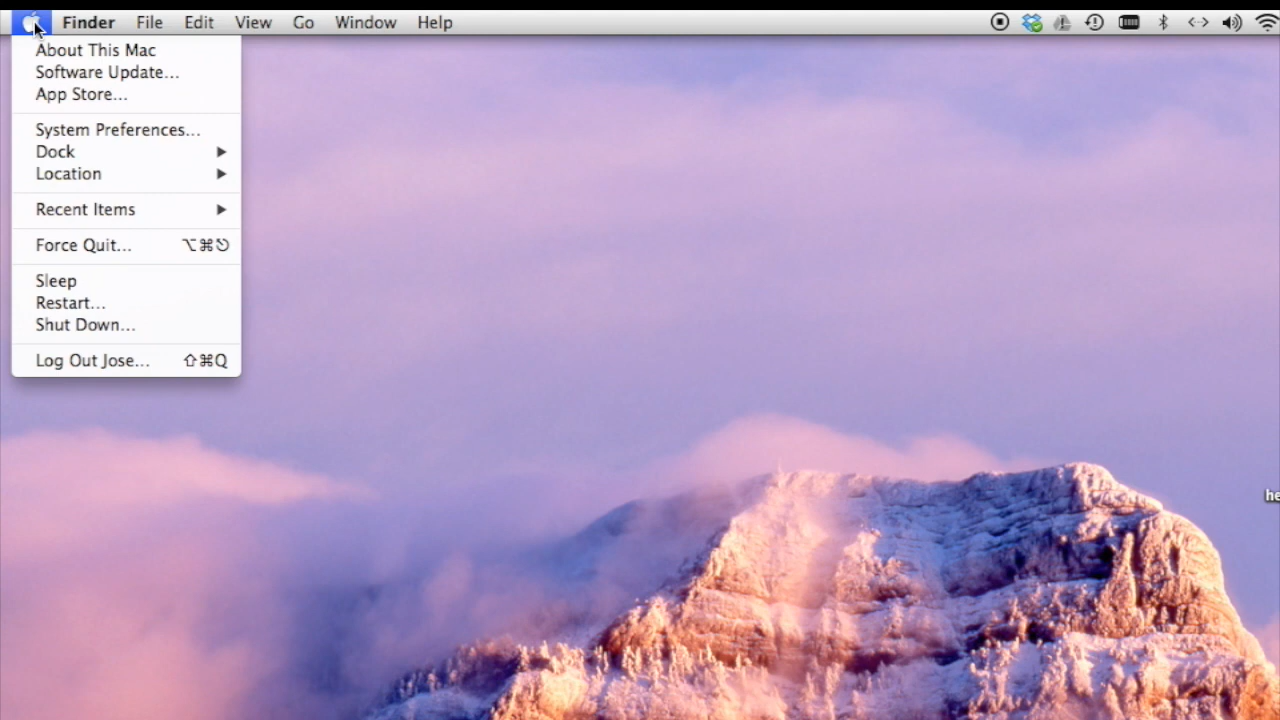 Finder File Edit View Go Window Help
About This Mac
Software Update...
App Store...
System Preferences...
Dock
Location
Recent Items
Force Quit... ⌥⌘⎋
Sleep
Restart...
Shut Down...
Log Out Jose... ⇧⌘Q
he